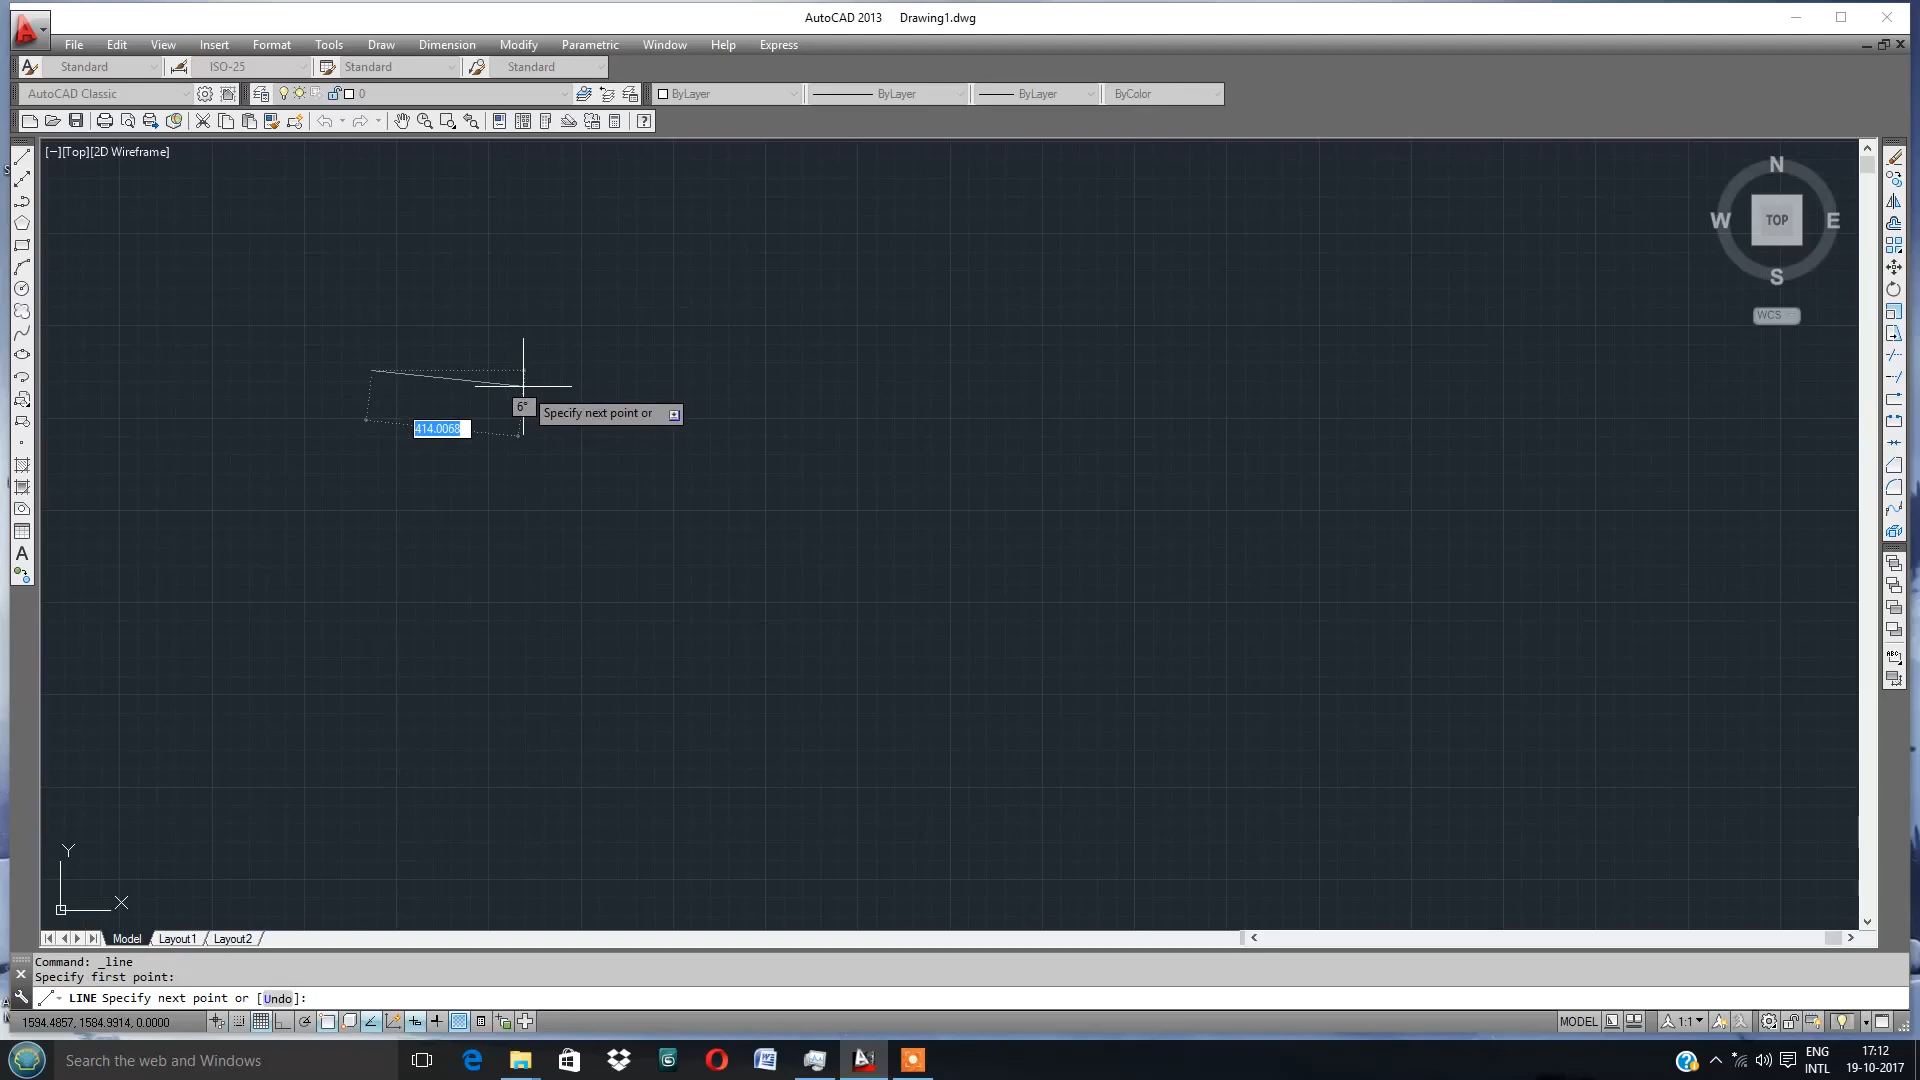 AutoCAD 2013 Drawing1.dwg
File Edit View Insert Format Tools Draw Dimension Modify Parametric Window Help Express
Standard ISO-25 Standard Standard
AutoCAD Classic 0 ByLayer ByLayer ByLayer ByColor
[−][Top][2D Wireframe]
N
W TOP E
S
WCS
6°
Specify next point or
414.0068
Y
X
Model Layout1 Layout2
Command: _line
Specify first point:
LINE Specify next point or [Undo]:
1594.4857, 1584.9914, 0.0000 MODEL 1:1
Search the web and Windows
ENG 17:12
INTL 19-10-2017